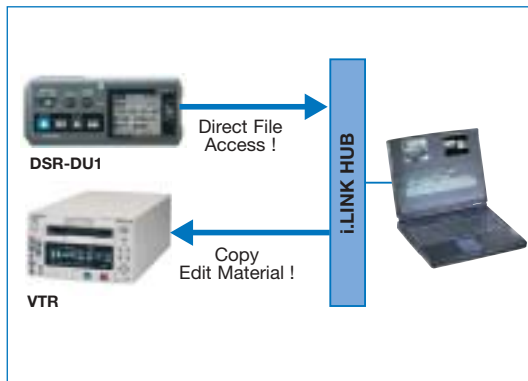 Direct File
Access !
DSR-DU1
i.LINK HUB
Copy
Edit Material !
VTR